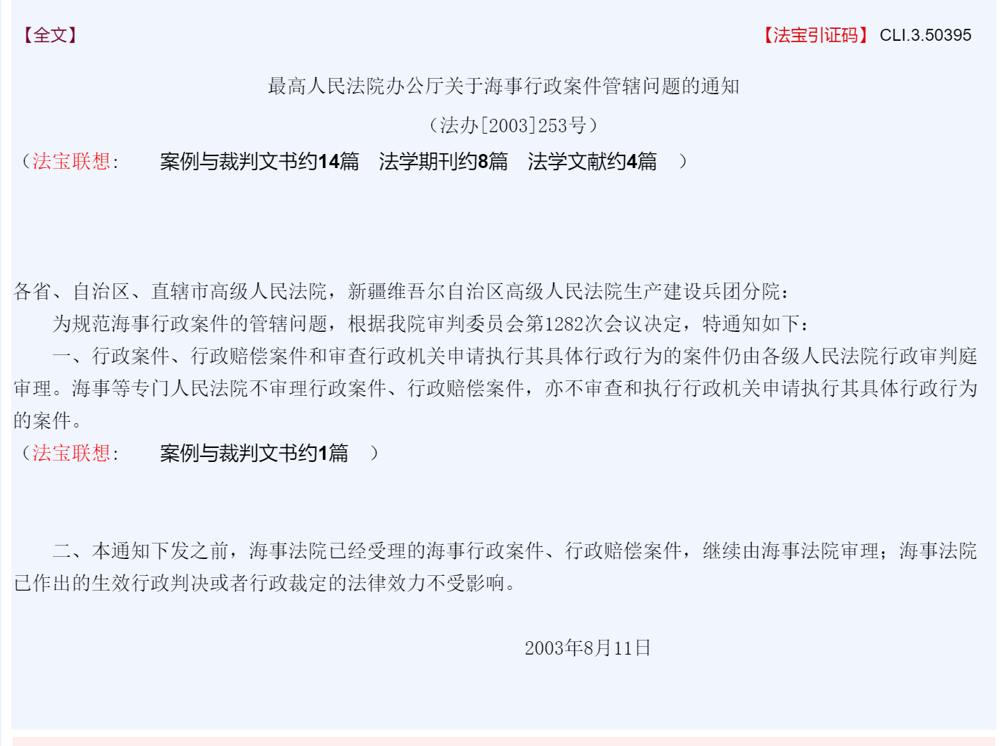 【全文】 【法宝引证码】 CLI.3.50395
最高人民法院办公厅关于海事行政案件管辖问题的通知
（法办[2003]253号）
（法宝联想: 案例与裁判文书约14篇 法学期刊约8篇 法学文献约4篇 ）
各省、自治区、直辖市高级人民法院，新疆维吾尔自治区高级人民法院生产建设兵团分院：
为规范海事行政案件的管辖问题，根据我院审判委员会第1282次会议决定，特通知如下：
一、行政案件、行政赔偿案件和审查行政机关申请执行其具体行政行为的案件仍由各级人民法院行政审判庭
审理。海事等专门人民法院不审理行政案件、行政赔偿案件，亦不审查和执行行政机关申请执行其具体行政行为
的案件。
（法宝联想: 案例与裁判文书约1篇 ）
二、本通知下发之前，海事法院已经受理的海事行政案件、行政赔偿案件，继续由海事法院审理；海事法院
已作出的生效行政判决或者行政裁定的法律效力不受影响。
2003年8月11日